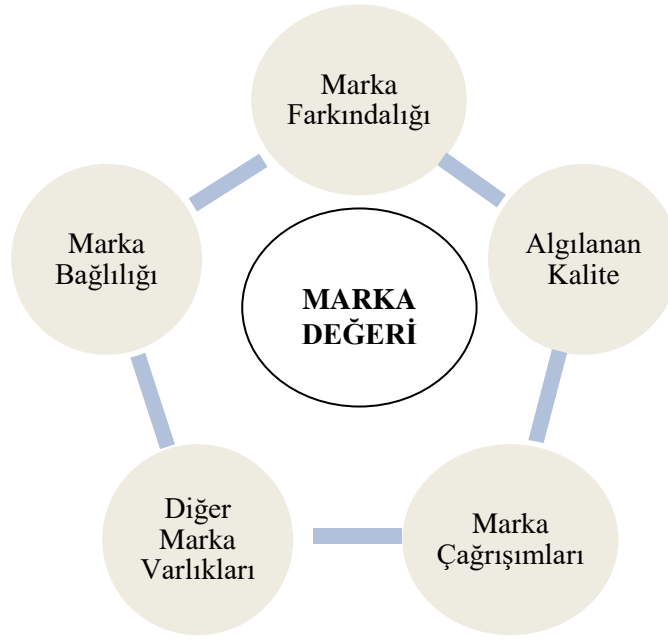 Marka
Farkındalığı
Marka
Bağlılığı
Algılanan
Kalite
MARKA
DEĞERİ
Diğer
Marka
Varlıkları
Marka
Çağrışımları